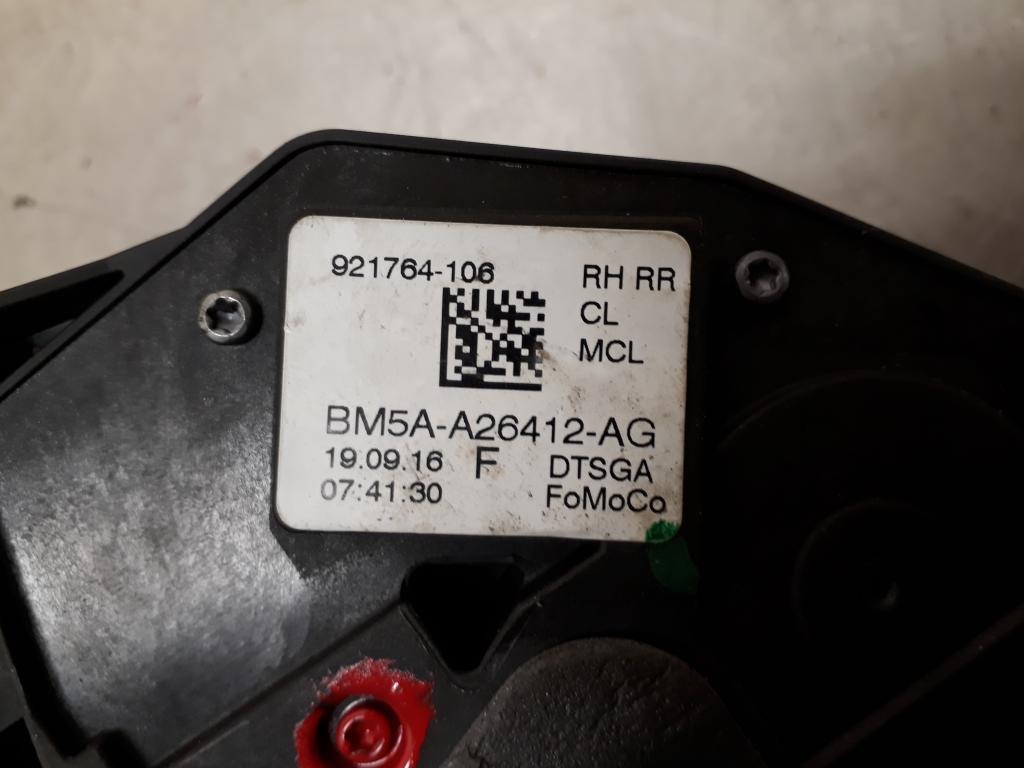 921764-106 RH RR
CL
MCL
BM5A-A26412-AG
19.09.16 F DTSGA
07:41:30 FoMoCo